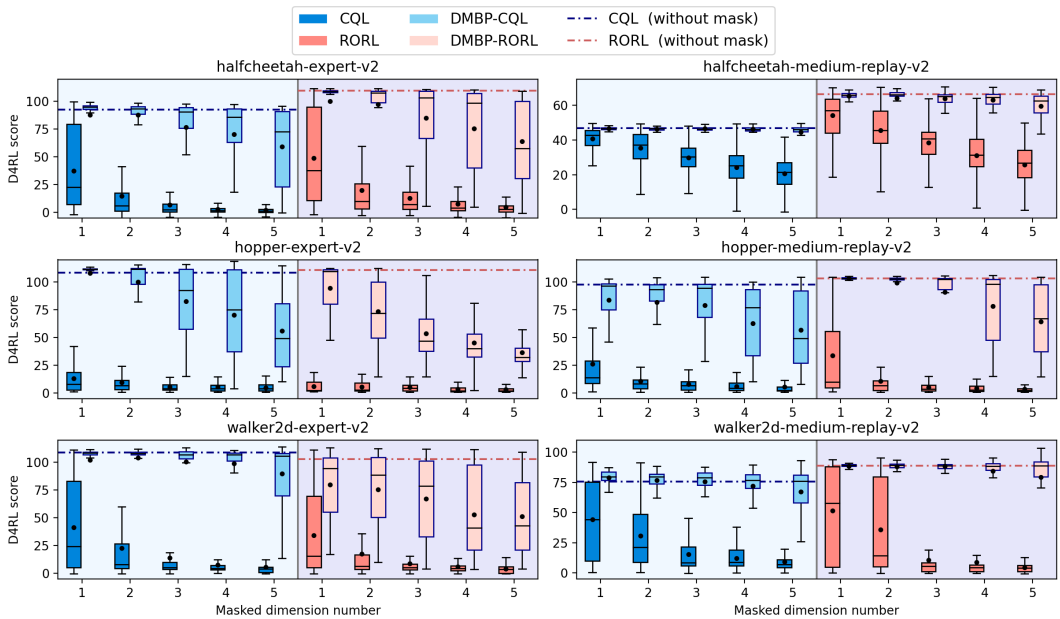 CQL DMBP-CQL CQL (without mask)
RORL DMBP-RORL RORL (without mask)
halfcheetah-expert-v2 halfcheetah-medium-replay-v2
D4RL score
100
75
50
25
0
1 2 3 4 5 1 2 3 4 5
60
40
20
0
1 2 3 4 5 1 2 3 4 5
hopper-expert-v2 hopper-medium-replay-v2
D4RL score
100
75
50
25
0
1 2 3 4 5 1 2 3 4 5
100
75
50
25
0
1 2 3 4 5 1 2 3 4 5
walker2d-expert-v2 walker2d-medium-replay-v2
D4RL score
100
75
50
25
0
1 2 3 4 5 1 2 3 4 5
100
75
50
25
0
1 2 3 4 5 1 2 3 4 5
Masked dimension number Masked dimension number